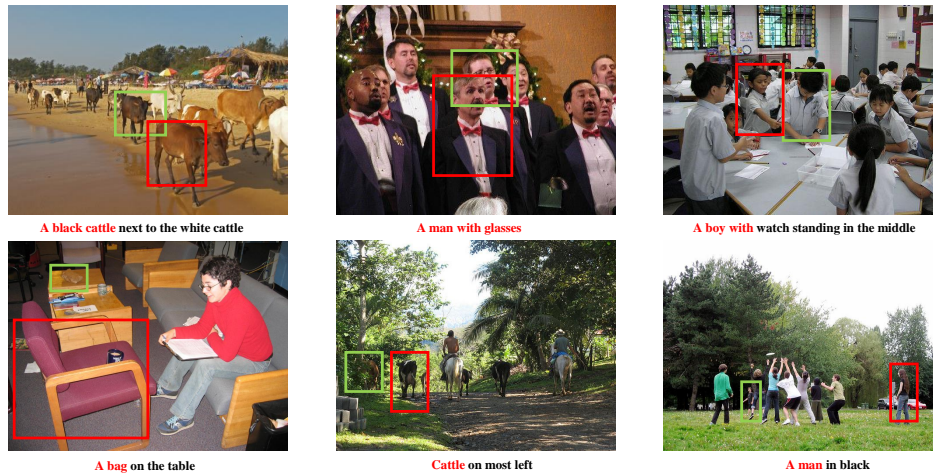 A black cattle next to the white cattle
A man with glasses
A boy with watch standing in the middle
A bag on the table
Cattle on most left
A man in black